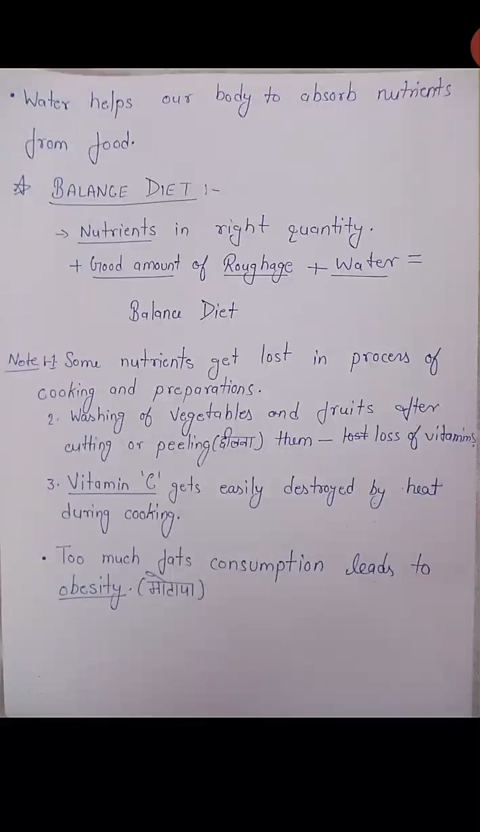 • Water helps our body to absorb nutrients
from food.
☆ BALANCE DIET :-
→ Nutrients in right quantity.
+ Good amount of Roughage + Water =
Balance Diet
Note :-1. Some nutrients get lost in process of
cooking and preparations.
2. Washing of vegetables and fruits after
cutting or peeling (छीलना) them – lost loss of vitamins
3. Vitamin 'C' gets easily destroyed by heat
during cooking.
• Too much fats consumption leads to
obesity. (मोटापा)